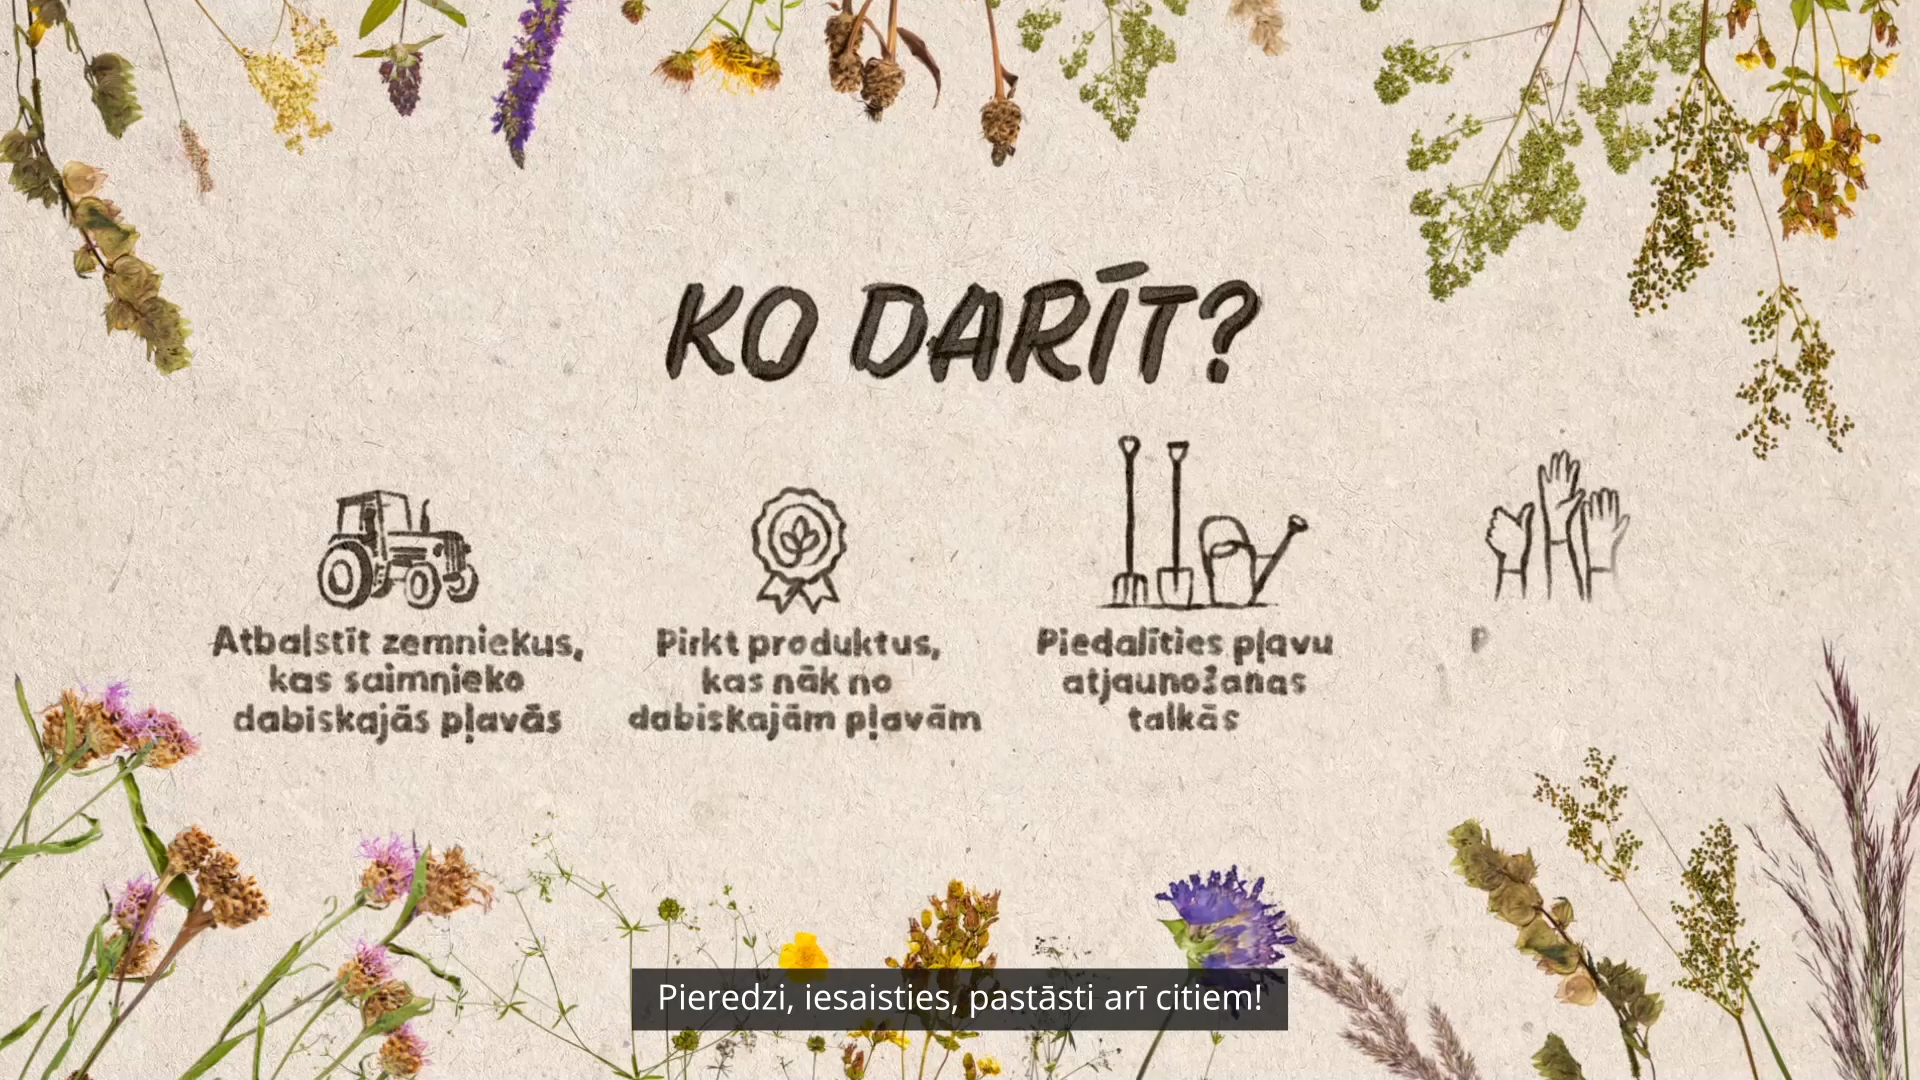 KO DARĪT?
Atbalstīt zemniekus,
kas saimnieko
dabiskajās pļavās
Pirkt produktus,
kas nāk no
dabiskajām pļavām
Piedalīties pļavu
atjaunošanas
talkās
P
Pieredzi, iesaisties, pastāsti arī citiem!